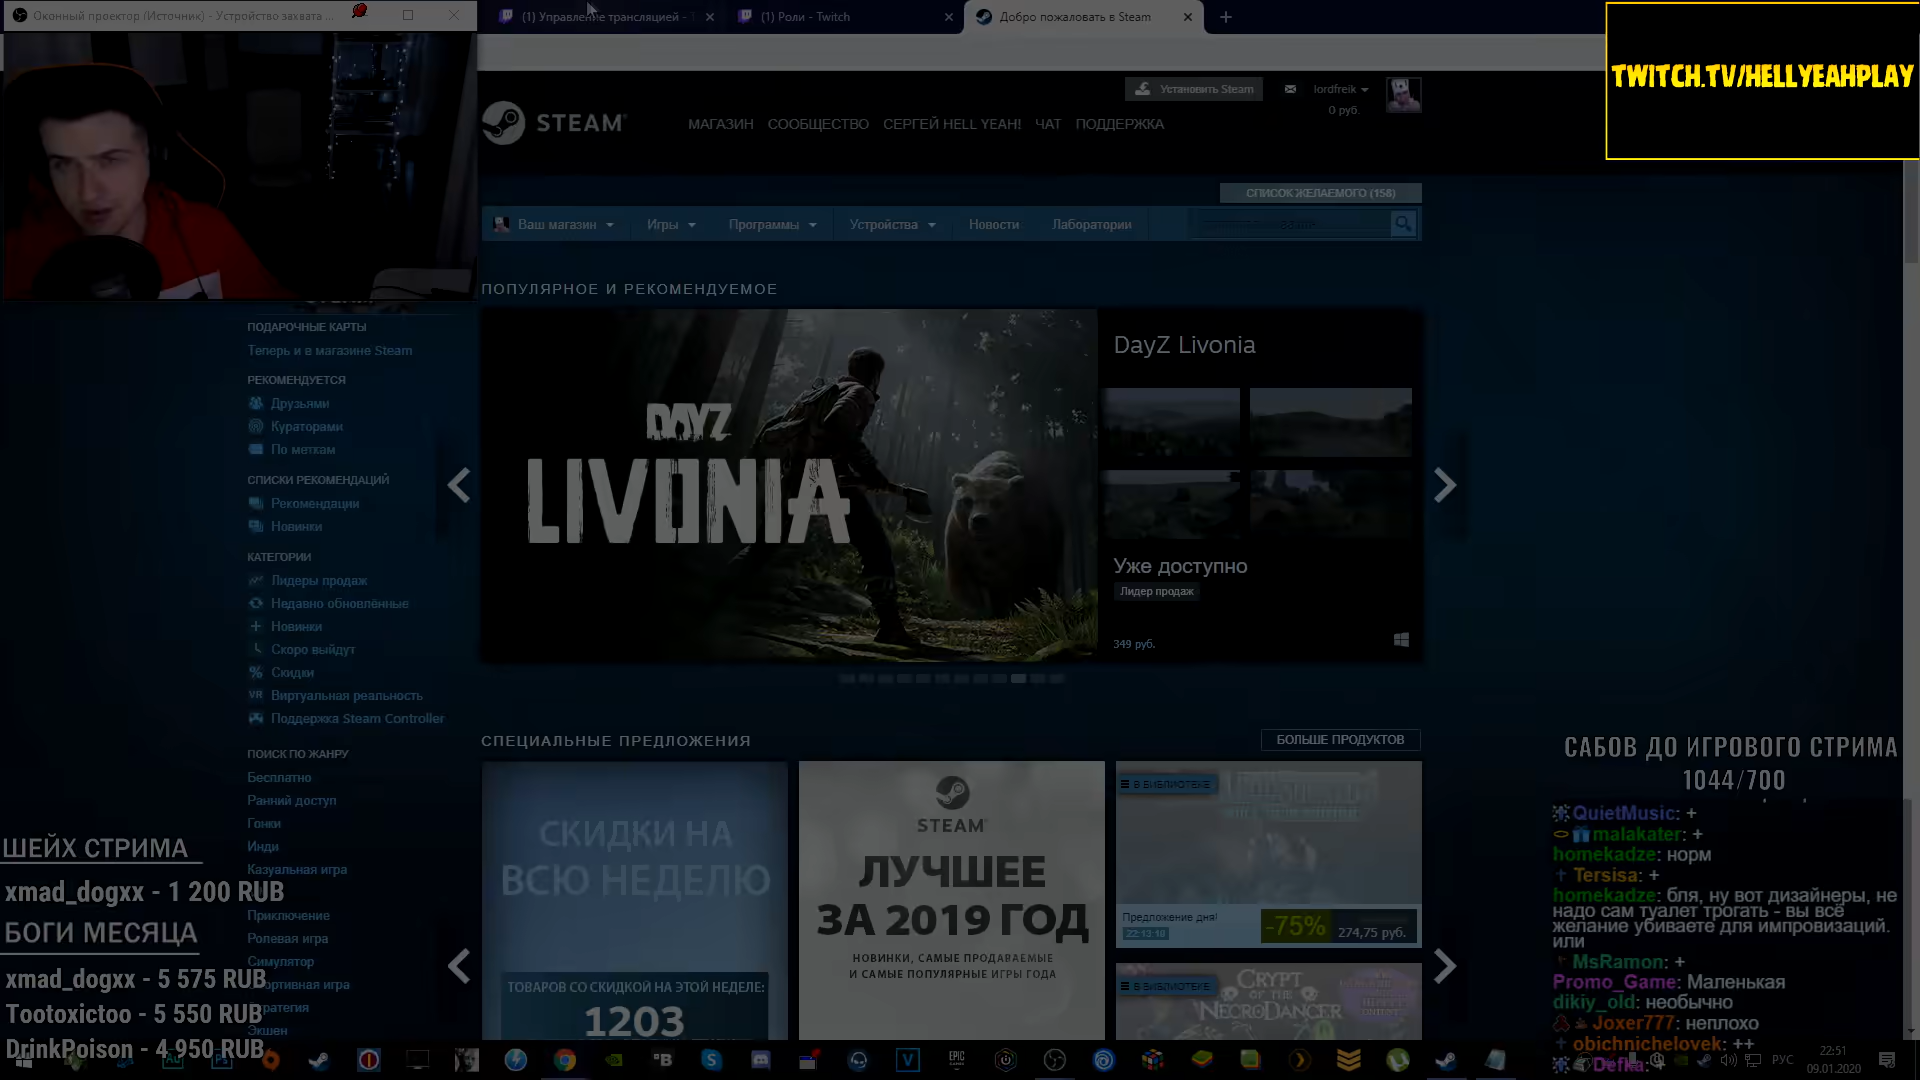 Оконный проектор (Источник) - Устройство захвата ...
(1) Управление трансляцией - T
(1) Роли - Twitch
Добро пожаловать в Steam
TWITCH.TV/HELLYEAHPLAY
Установить Steam
lordfreik
0 руб.
STEAM
МАГАЗИН СООБЩЕСТВО СЕРГЕЙ HELL YEAH! ЧАТ ПОДДЕРЖКА
СПИСОК ЖЕЛАЕМОГО (158)
Ваш магазин Игры Программы Устройства Новости Лаборатории
ПОПУЛЯРНОЕ И РЕКОМЕНДУЕМОЕ
DAYZ
LIVONIA
DayZ Livonia
Уже доступно
Лидер продаж
349 руб.
ПОДАРОЧНЫЕ КАРТЫ
Теперь и в магазине Steam
РЕКОМЕНДУЕТСЯ
Друзьями
Кураторами
По меткам
СПИСКИ РЕКОМЕНДАЦИЙ
Рекомендации
Новинки
КАТЕГОРИИ
Лидеры продаж
Недавно обновлённые
Новинки
Скоро выйдут
Скидки
VR Виртуальная реальность
Поддержка Steam Controller
ПОИСК ПО ЖАНРУ
Бесплатно
Ранний доступ
Гонки
Инди
Казуальная игра
Приключение
Ролевая игра
Симулятор
Экшен
ШЕЙХ СТРИМА
xmad_dogxx - 1 200 RUB
БОГИ МЕСЯЦА
xmad_dogxx - 5 575 RUB
Tootoxictoo - 5 550 RUB
DrinkPoison - 4 950 RUB
СПЕЦИАЛЬНЫЕ ПРЕДЛОЖЕНИЯ
БОЛЬШЕ ПРОДУКТОВ
СКИДКИ НА
ВСЮ НЕДЕЛЮ
ТОВАРОВ СО СКИДКОЙ НА ЭТОЙ НЕДЕЛЕ:
1203
STEAM
ЛУЧШЕЕ
ЗА 2019 ГОД
НОВИНКИ, САМЫЕ ПРОДАВАЕМЫЕ
И САМЫЕ ПОПУЛЯРНЫЕ ИГРЫ ГОДА
В БИБЛИОТЕКЕ
Предложение дня!
22:13:10
-75%
274,75 руб.
В БИБЛИОТЕКЕ
CRYPT
OF THE
NECRODANCER
САБОВ ДО ИГРОВОГО СТРИМА
1044/700
QuietMusic: +
malakater: +
homekadze: норм
Tersisa: +
homekadze: бля, ну вот дизайнеры, не
надо сам туалет трогать - вы всё
желание убиваете для импровизаций.
или
MsRamon: +
Promo_Game: Маленькая
dikiy_old: необычно
Joxer777: неплохо
obichnichelovek: ++
Defka:
EPIC
GAMES
РУС
22:51
09.01.2020